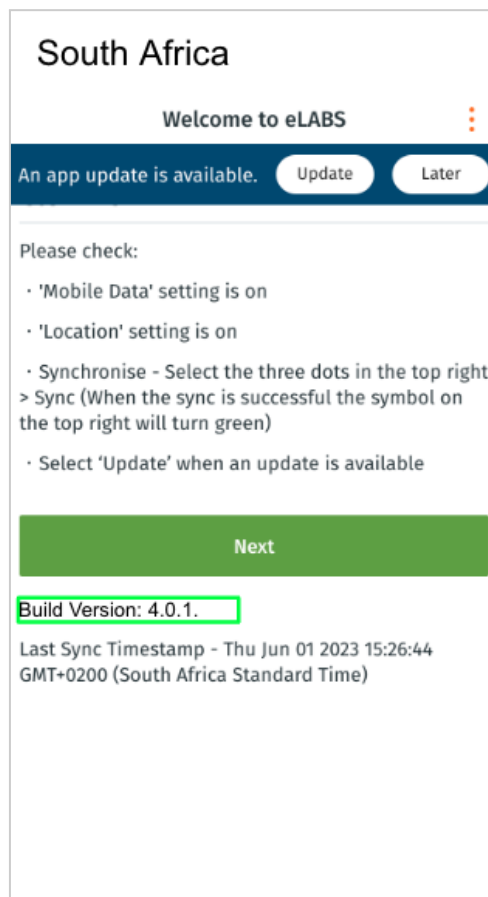 South Africa
Welcome to eLABS
An app update is available. Update Later
Please check:
· 'Mobile Data' setting is on
· 'Location' setting is on
· Synchronise - Select the three dots in the top right
> Sync (When the sync is successful the symbol on
the top right will turn green)
· Select ‘Update’ when an update is available
Next
Build Version: 4.0.1.
Last Sync Timestamp - Thu Jun 01 2023 15:26:44
GMT+0200 (South Africa Standard Time)